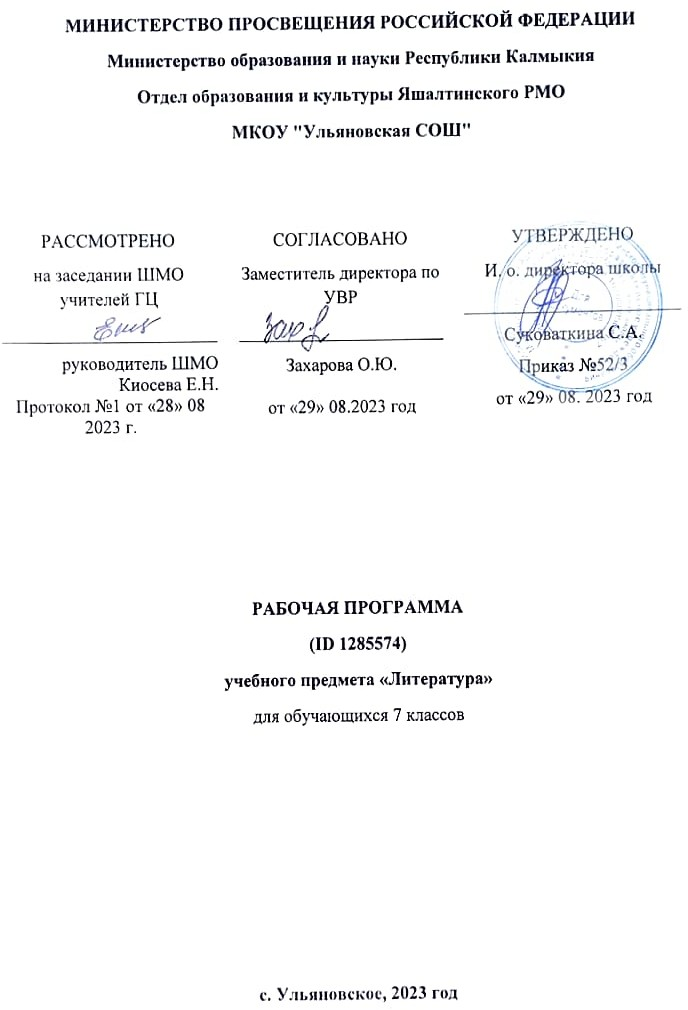 МИНИСТЕРСТВО ПРОСВЕЩЕНИЯ РОССИЙСКОЙ ФЕДЕРАЦИИ
Министерство образования и науки Республики Калмыкия
Отдел образования и культуры Яшалтинского РМО
МКОУ "Ульяновская СОШ"
РАССМОТРЕНО
на заседании ШМО
учителей ГЦ
руководитель ШМО
Киосева Е.Н.
Протокол №1 от «28» 08
2023 г.
СОГЛАСОВАНО
Заместитель директора по
УВР
Захарова О.Ю.
от «29» 08.2023 год
УТВЕРЖДЕНО
И. о. директора школы
Суковаткина С.А.
Приказ №52/3
от «29» 08. 2023 год
РАБОЧАЯ ПРОГРАММА
(ID 1285574)
учебного предмета «Литература»
для обучающихся 7 классов
с. Ульяновское, 2023 год